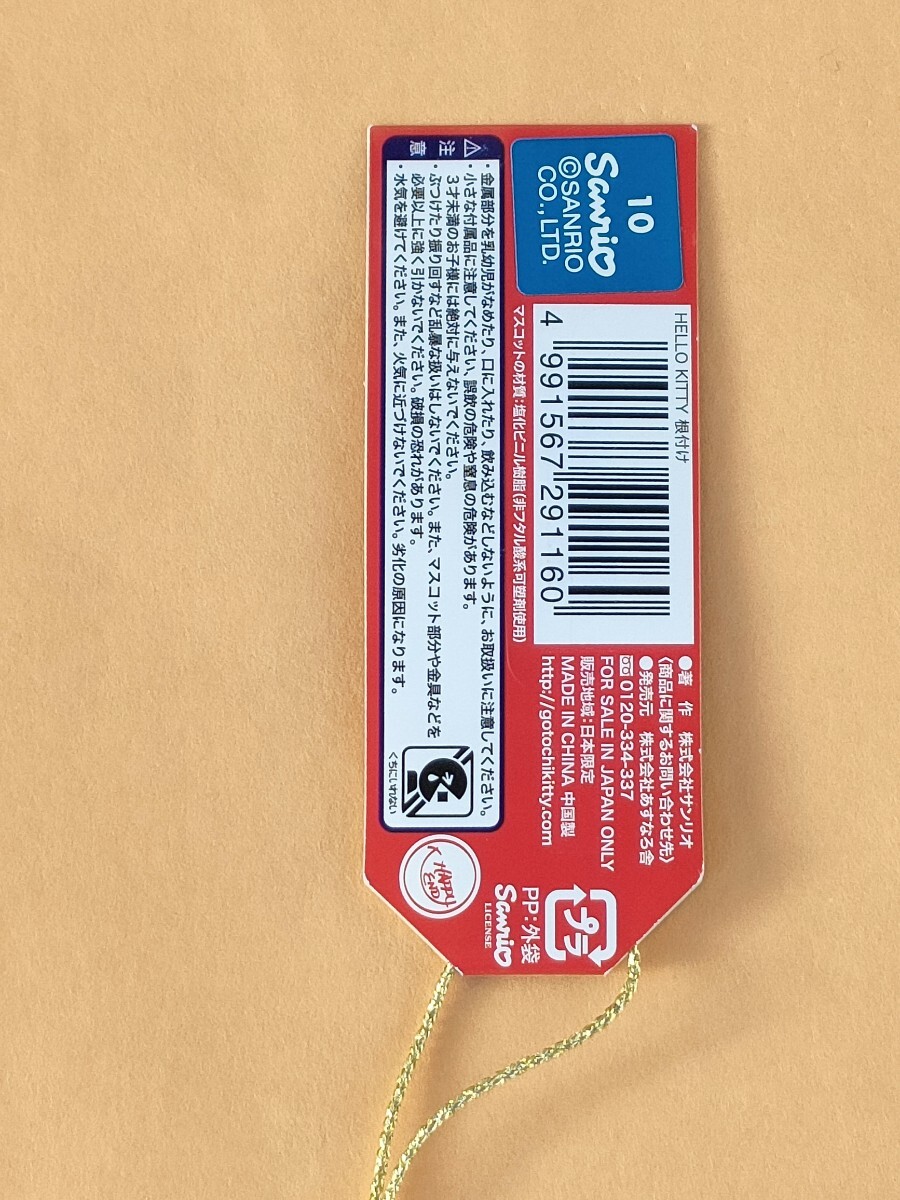 10
Sanrio
©SANRIO
CO., LTD.
HELLO KITTY 根付け
4 991567 291160
マスコットの材質：塩化ビニル樹脂（非フタル酸系可塑剤使用）
●著　作　株式会社サンリオ
〈商品に関するお問い合わせ先〉
●発売元　株式会社あすなろ舎
0120-334-337
FOR SALE IN JAPAN ONLY
販売地域：日本限定
MADE IN CHINA 中国製
http://gotochikitty.com
⚠注意
・金属部分を乳幼児がなめたり、口に入れたり、飲み込むなどしないように、お取扱いに注意してください。
・小さな付属品に注意してください、誤飲の危険や窒息の危険があります。
3才未満のお子様には絶対に与えないでください。
・ぶつけたり振り回すなど乱暴な扱いはしないでください。また、マスコット部分や金具などを
必要以上に強く引かないでください。破損の恐れがあります。
・水気を避けてください。また、火気に近づけないでください。劣化の原因になります。
くちにいれない
プラ
PP：外袋
Sanrio
LICENSE
HAPPY
END
K